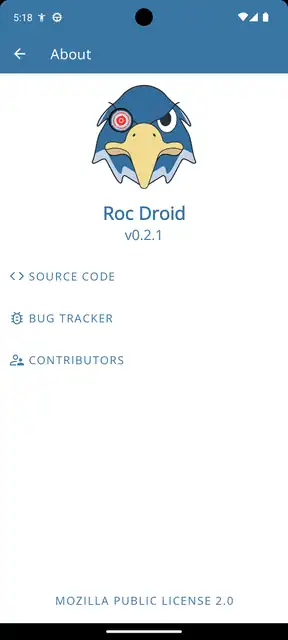 5:18
About
Roc Droid
v0.2.1
SOURCE CODE
BUG TRACKER
CONTRIBUTORS
MOZILLA PUBLIC LICENSE 2.0